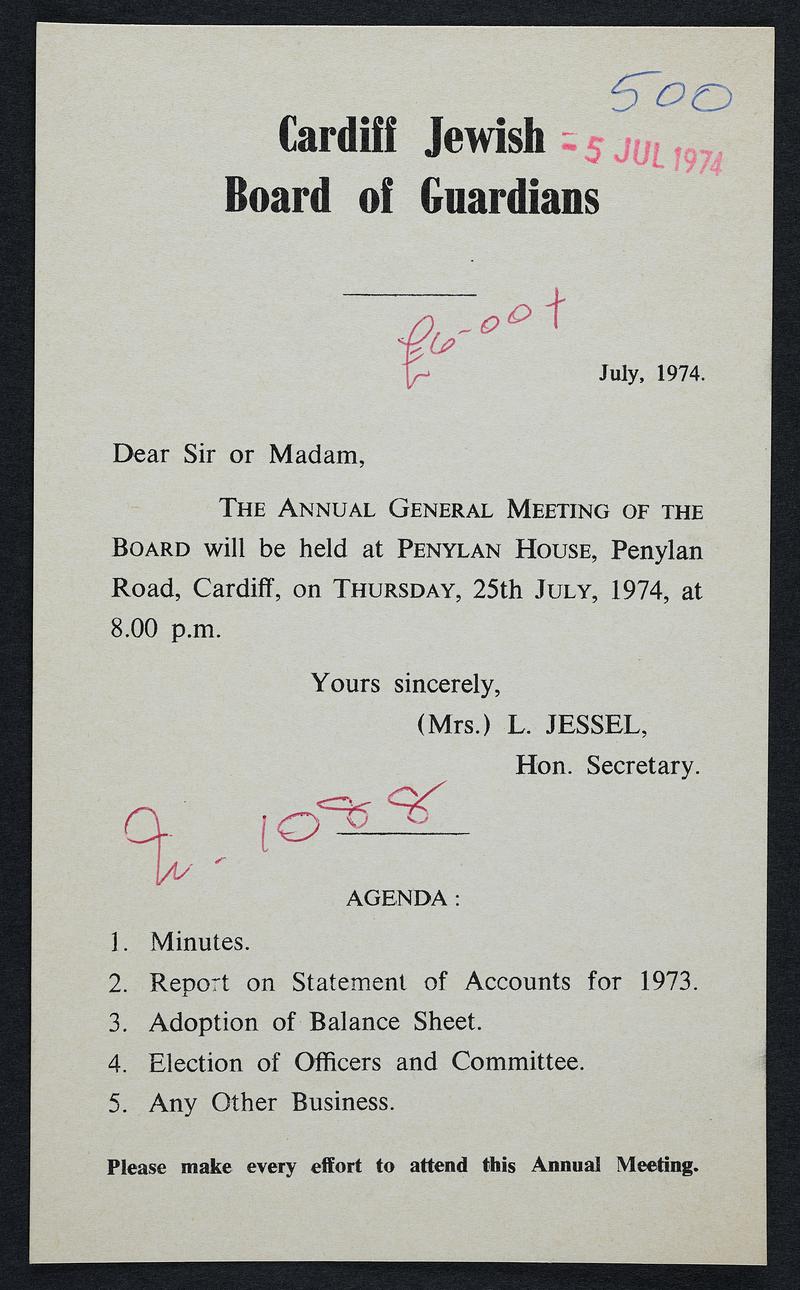 500
Cardiff Jewish
- 5 JUL 1974
Board of Guardians
£6-00+
July, 1974.
Dear Sir or Madam,
THE ANNUAL GENERAL MEETING OF THE
BOARD will be held at PENYLAN HOUSE, Penylan
Road, Cardiff, on THURSDAY, 25th JULY, 1974, at
8.00 p.m.
Yours sincerely,
(Mrs.) L. JESSEL,
Hon. Secretary.
1088
AGENDA :
1. Minutes.
2. Report on Statement of Accounts for 1973.
3. Adoption of Balance Sheet.
4. Election of Officers and Committee.
5. Any Other Business.
Please make every effort to attend this Annual Meeting.